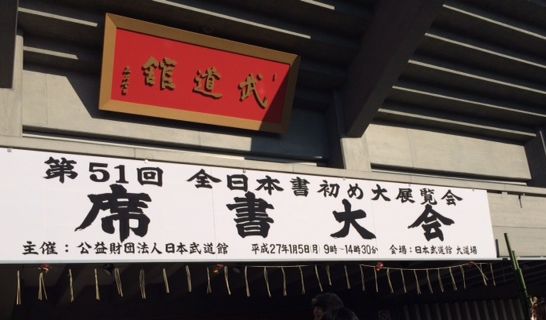 武道館
第51回 全日本書初め大展覧会
席書大会
主催：公益財団法人日本武道館 平成27年1月5日(月) 9時〜14時30分 会場：日本武道館 大道場